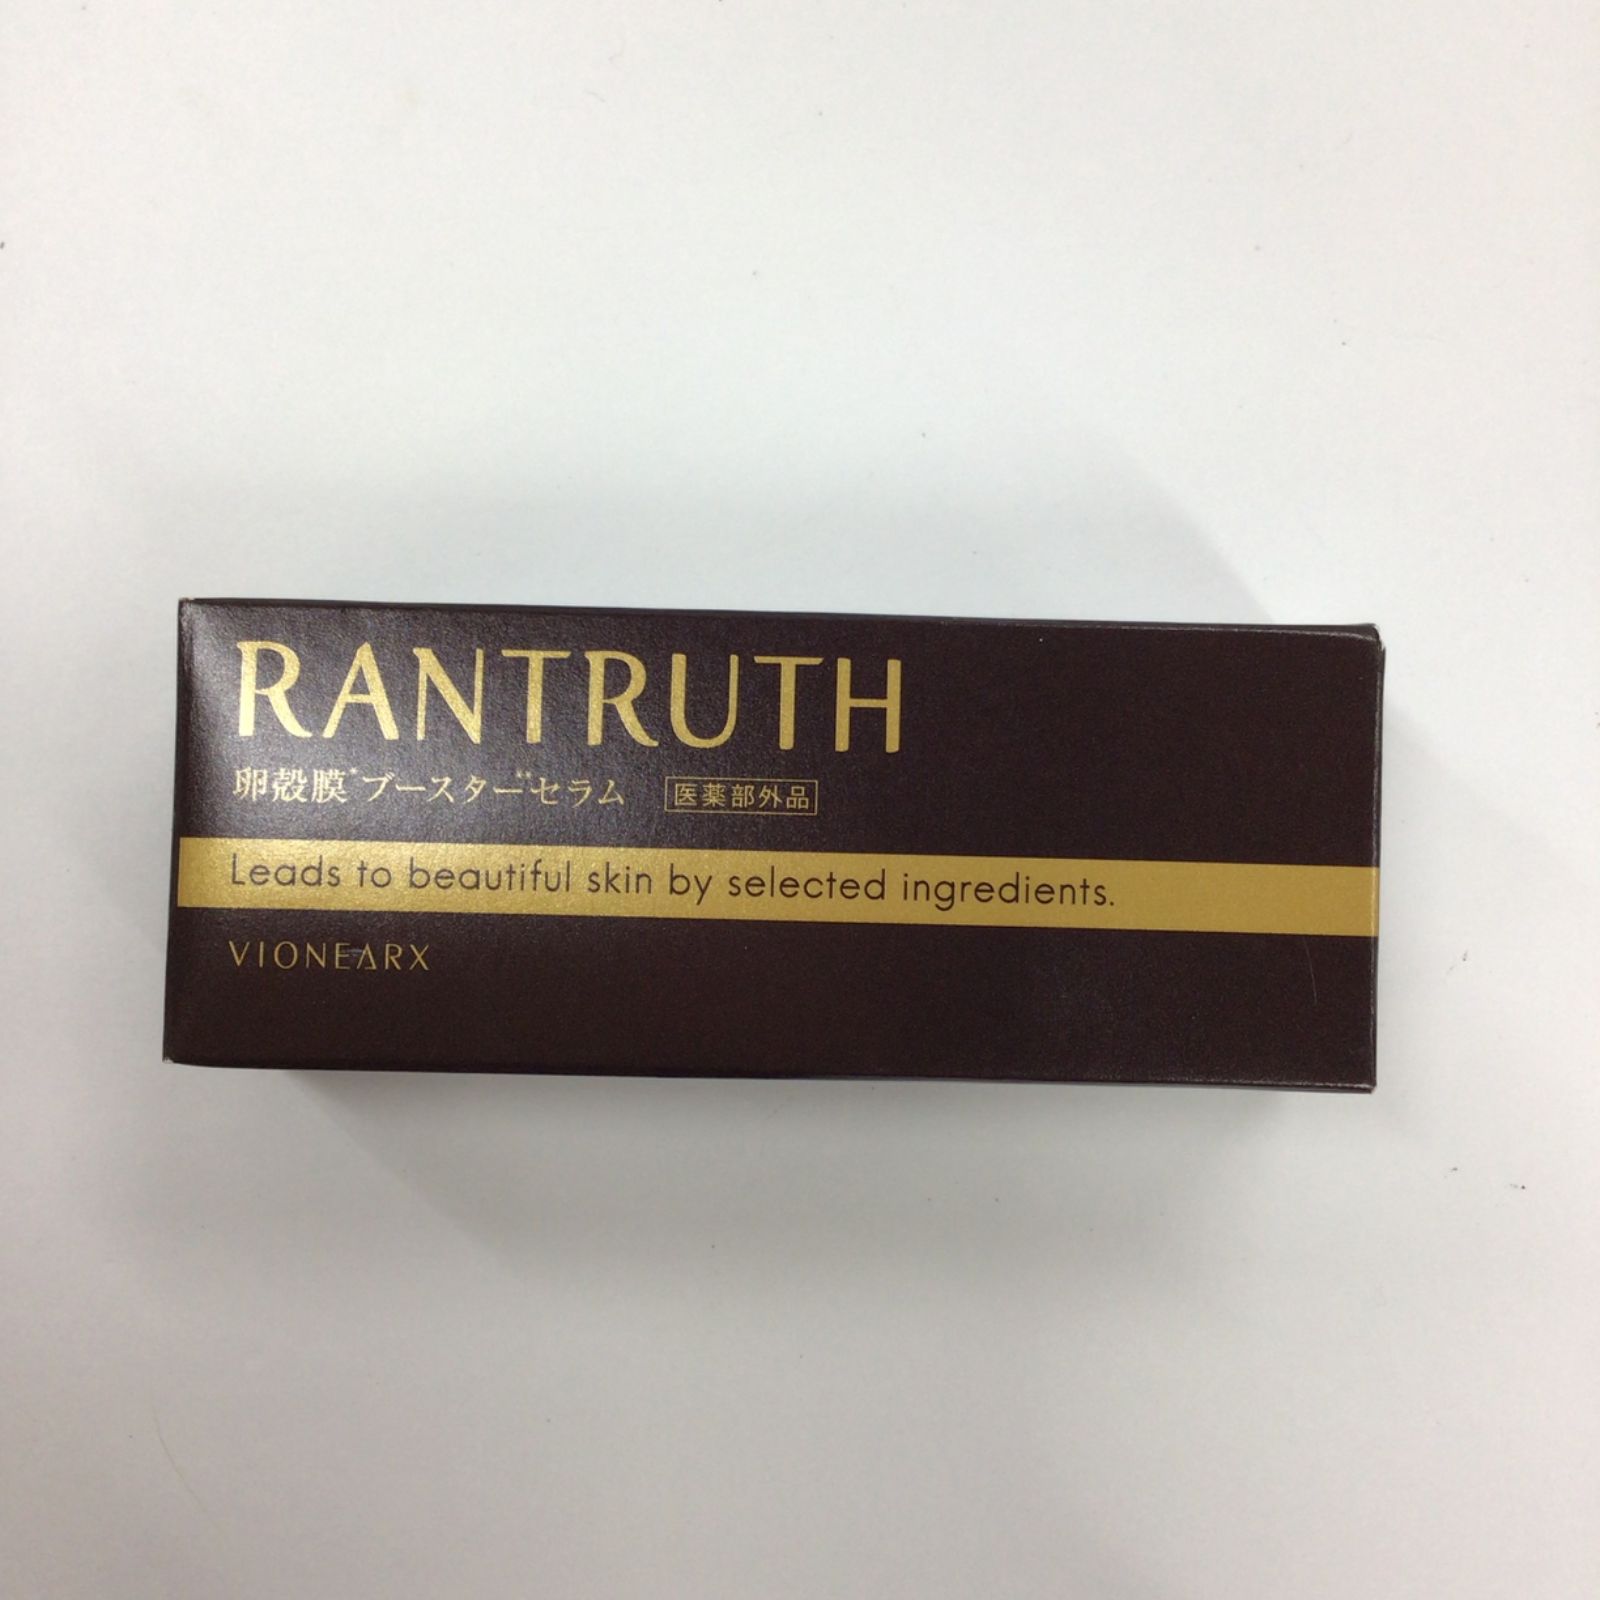 RANTRUTH
卵殻膜*ブースター**セラム 医薬部外品
Leads to beautiful skin by selected ingredients.
VIONEARX